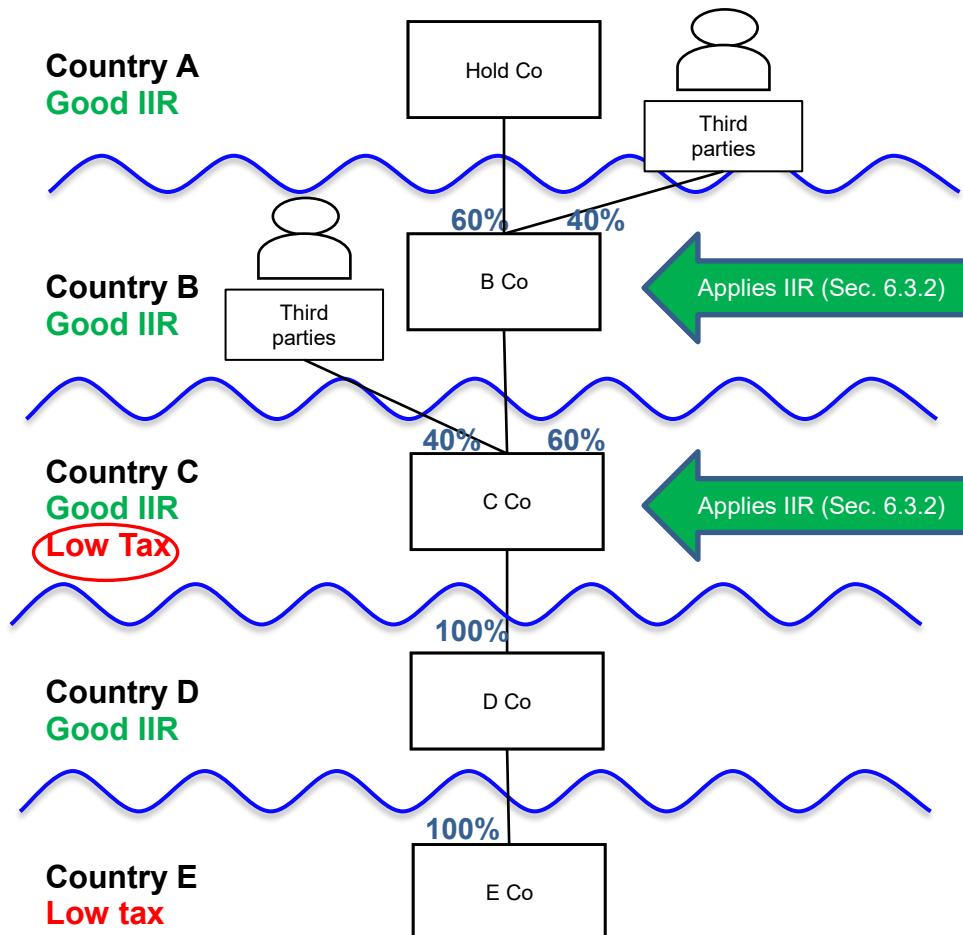 Country A
Good IIR
Hold Co
Third
parties
60%
40%
Country B
Good IIR
Third
parties
B Co
Applies IIR (Sec. 6.3.2)
40%
60%
Country C
Good IIR
Low Tax
C Co
Applies IIR (Sec. 6.3.2)
100%
Country D
Good IIR
D Co
100%
Country E
Low tax
E Co